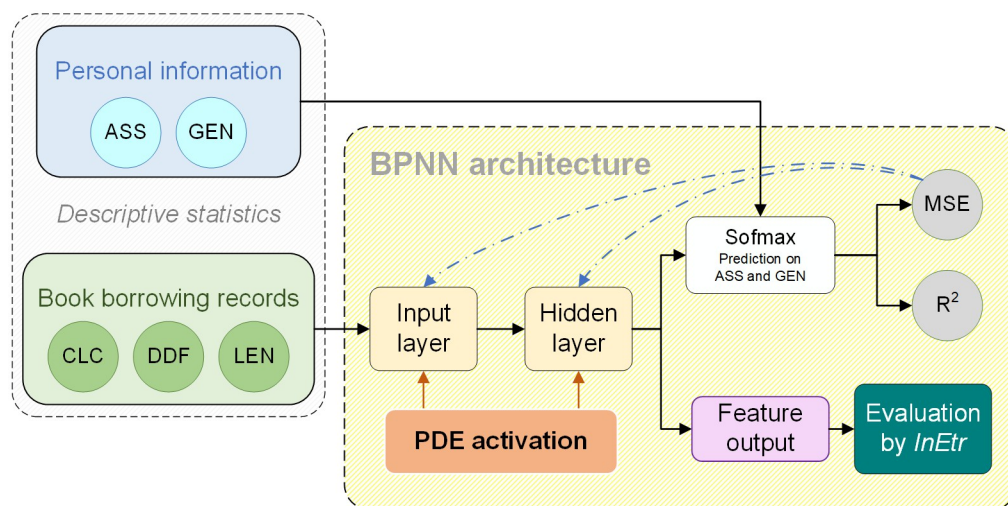 Personal information
ASS
GEN
Descriptive statistics
Book borrowing records
CLC
DDF
LEN
BPNN architecture
Input
layer
Hidden
layer
PDE activation
Sofmax
Prediction on
ASS and GEN
MSE
R²
Feature
output
Evaluation
by InEtr